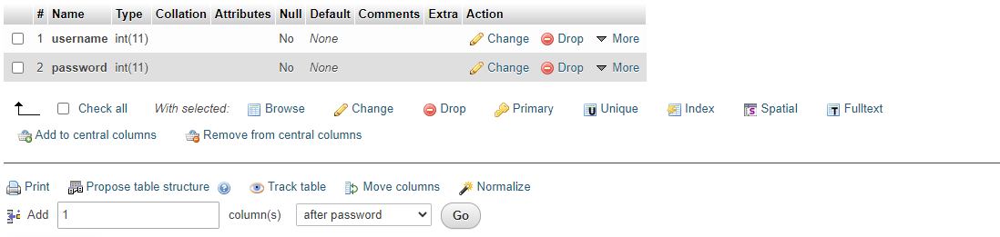 # Name Type Collation Attributes Null Default Comments Extra Action
1 username int(11) No None Change Drop More
2 password int(11) No None Change Drop More
Check all With selected: Browse Change Drop Primary Unique Index Spatial Fulltext
Add to central columns Remove from central columns
Print Propose table structure Track table Move columns Normalize
Add 1 column(s) after password Go